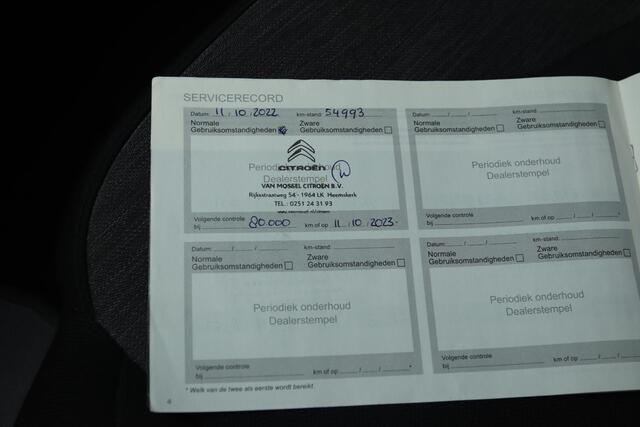 SERVICERECORD
Datum: 11.10.2022 km-stand: 54993
Normale Gebruiksomstandigheden
Zware Gebruiksomstandigheden
Periodiek onderhoud
Dealerstempel
CITROËN
VAN MOSSEL CITROËN B.V.
Rijksstraatweg 54 - 1964 LK Heemskerk
TEL.: 0251 24 31 93
Volgende controle
bij 80.000 km of op 11.10.2023-
Datum: / / km-stand:
Normale Gebruiksomstandigheden
Zware Gebruiksomstandigheden
Periodiek onderhoud
Dealerstempel
Volgende controle
bij km of op / / *
Datum: / / km-stand:
Normale Gebruiksomstandigheden
Zware Gebruiksomstandigheden
Periodiek onderhoud
Dealerstempel
Volgende controle
bij km of op / / *
Datum: / / km-stand:
Normale Gebruiksomstandigheden
Zware Gebruiksomstandigheden
Periodiek onderhoud
Dealerstempel
Volgende controle
bij km of op / /
* Welk van de twee als eerste wordt bereikt.